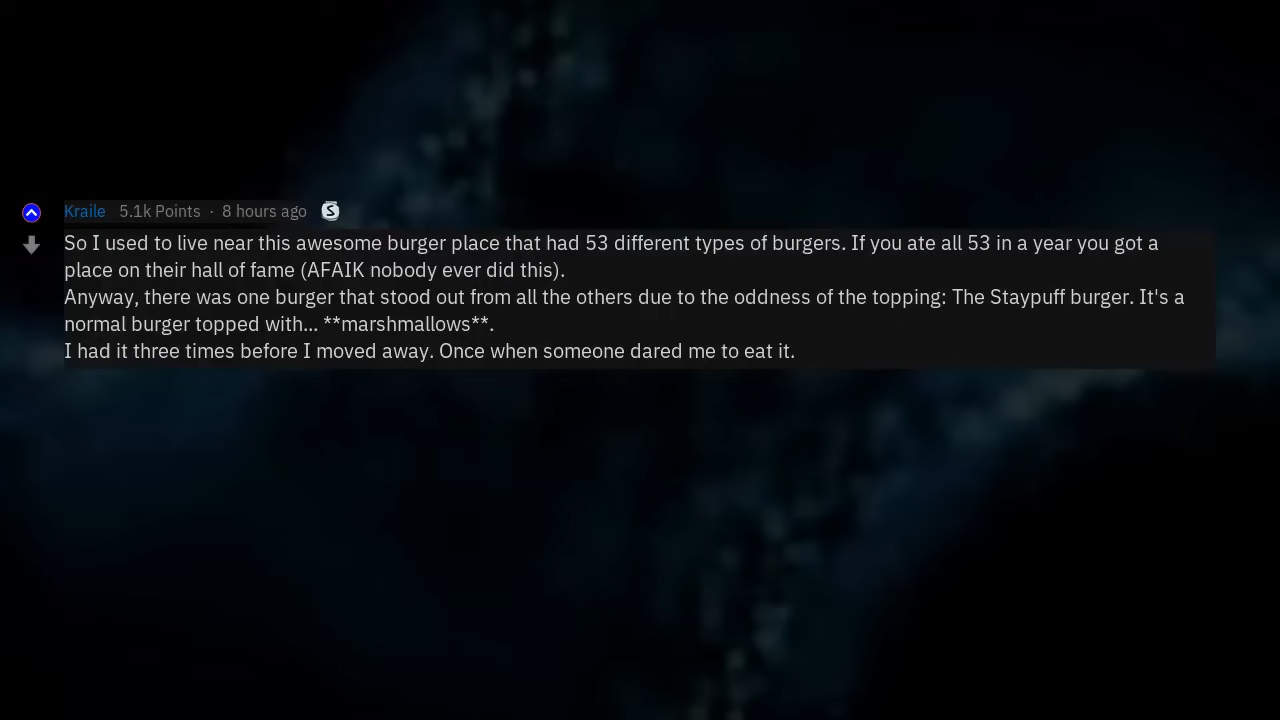 Kraile 5.1k Points · 8 hours ago
So I used to live near this awesome burger place that had 53 different types of burgers. If you ate all 53 in a year you got a
place on their hall of fame (AFAIK nobody ever did this).
Anyway, there was one burger that stood out from all the others due to the oddness of the topping: The Staypuff burger. It's a
normal burger topped with... **marshmallows**.
I had it three times before I moved away. Once when someone dared me to eat it.